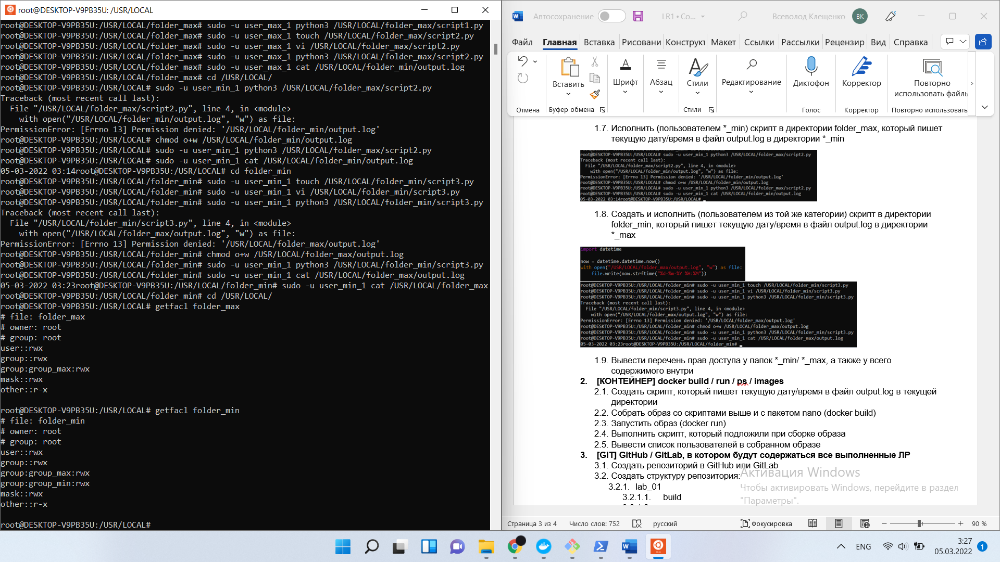 root@DESKTOP-V9PB35U: /USR/LOCAL
root@DESKTOP-V9PB35U:/USR/LOCAL/folder_max# sudo -u user_max_1 python3 /USR/LOCAL/folder_max/script1.py
root@DESKTOP-V9PB35U:/USR/LOCAL/folder_max# sudo -u user_max_1 touch /USR/LOCAL/folder_max/script2.py
root@DESKTOP-V9PB35U:/USR/LOCAL/folder_max# sudo -u user_max_1 vi /USR/LOCAL/folder_max/script2.py
root@DESKTOP-V9PB35U:/USR/LOCAL/folder_max# sudo -u user_max_1 python3 /USR/LOCAL/folder_max/script2.py
root@DESKTOP-V9PB35U:/USR/LOCAL/folder_max# sudo -u user_max_1 cat /USR/LOCAL/folder_min/output.log
root@DESKTOP-V9PB35U:/USR/LOCAL/folder_max# cd /USR/LOCAL/
root@DESKTOP-V9PB35U:/USR/LOCAL# sudo -u user_min_1 python3 /USR/LOCAL/folder_max/script2.py
Traceback (most recent call last):
  File "/USR/LOCAL/folder_max/script2.py", line 4, in <module>
    with open("/USR/LOCAL/folder_min/output.log", "w") as file:
PermissionError: [Errno 13] Permission denied: '/USR/LOCAL/folder_min/output.log'
root@DESKTOP-V9PB35U:/USR/LOCAL# chmod o+w /USR/LOCAL/folder_min/output.log
root@DESKTOP-V9PB35U:/USR/LOCAL# sudo -u user_min_1 python3 /USR/LOCAL/folder_max/script2.py
root@DESKTOP-V9PB35U:/USR/LOCAL# sudo -u user_min_1 cat /USR/LOCAL/folder_min/output.log
05-03-2022 03:14root@DESKTOP-V9PB35U:/USR/LOCAL# cd folder_min
root@DESKTOP-V9PB35U:/USR/LOCAL/folder_min# sudo -u user_min_1 touch /USR/LOCAL/folder_min/script3.py
root@DESKTOP-V9PB35U:/USR/LOCAL/folder_min# sudo -u user_min_1 vi /USR/LOCAL/folder_min/script3.py
root@DESKTOP-V9PB35U:/USR/LOCAL/folder_min# sudo -u user_min_1 python3 /USR/LOCAL/folder_min/script3.py
Traceback (most recent call last):
  File "/USR/LOCAL/folder_min/script3.py", line 4, in <module>
    with open("/USR/LOCAL/folder_max/output.log", "w") as file:
PermissionError: [Errno 13] Permission denied: '/USR/LOCAL/folder_max/output.log'
root@DESKTOP-V9PB35U:/USR/LOCAL/folder_min# chmod o+w /USR/LOCAL/folder_max/output.log
root@DESKTOP-V9PB35U:/USR/LOCAL/folder_min# sudo -u user_min_1 python3 /USR/LOCAL/folder_min/script3.py
root@DESKTOP-V9PB35U:/USR/LOCAL/folder_min# sudo -u user_min_1 cat /USR/LOCAL/folder_max/output.log
05-03-2022 03:23root@DESKTOP-V9PB35U:/USR/LOCAL/folder_min# sudo -u user_min_1 cat /USR/LOCAL/folder_max
root@DESKTOP-V9PB35U:/USR/LOCAL/folder_min# cd /USR/LOCAL/
root@DESKTOP-V9PB35U:/USR/LOCAL# getfacl folder_max
# file: folder_max
# owner: root
# group: root
user::rwx
group::rwx
group:group_max:rwx
mask::rwx
other::r-x
root@DESKTOP-V9PB35U:/USR/LOCAL# getfacl folder_min
# file: folder_min
# owner: root
# group: root
user::rwx
group::rwx
group:group_max:rwx
group:group_min:rwx
mask::rwx
other::r-x
root@DESKTOP-V9PB35U:/USR/LOCAL#
Автосохранение LR1 • Со... Всеволод Клещенко ВК
Файл Главная Вставка Рисовани Конструкт Макет Ссылки Рассылки Рецензир Вид Справка
Вставить Шрифт Абзац Стили Редактирование Диктофон Корректор Повторно
использовать файль
Отмена Буфер обмена Стили Голос Корректор Повторно использовать
1.7. Исполнить (пользователем *_min) скрипт в директории folder_max, который пишет
текущую дату/время в файл output.log в директории *_min
root@DESKTOP-V9PB35U:/USR/LOCAL# sudo -u user_min_1 python3 /USR/LOCAL/folder_max/script2.py
Traceback (most recent call last):
  File "/USR/LOCAL/folder_max/script2.py", line 4, in <module>
    with open("/USR/LOCAL/folder_min/output.log", "w") as file:
PermissionError: [Errno 13] Permission denied: '/USR/LOCAL/folder_min/output.log'
root@DESKTOP-V9PB35U:/USR/LOCAL# chmod o+w /USR/LOCAL/folder_min/output.log
root@DESKTOP-V9PB35U:/USR/LOCAL# sudo -u user_min_1 python3 /USR/LOCAL/folder_max/script2.py
root@DESKTOP-V9PB35U:/USR/LOCAL# sudo -u user_min_1 cat /USR/LOCAL/folder_min/output.log
05-03-2022 03:14root@DESKTOP-V9PB35U:/USR/LOCAL#
1.8. Создать и исполнить (пользователем из той же категории) скрипт в директории
folder_min, который пишет текущую дату/время в файл output.log в директории
*_max
import datetime
now = datetime.datetime.now()
with open("/USR/LOCAL/folder_max/output.log", "w") as file:
    file.write(now.strftime("%d-%m-%Y %H:%M"))
root@DESKTOP-V9PB35U:/USR/LOCAL/folder_min# sudo -u user_min_1 touch /USR/LOCAL/folder_min/script3.py
root@DESKTOP-V9PB35U:/USR/LOCAL/folder_min# sudo -u user_min_1 vi /USR/LOCAL/folder_min/script3.py
root@DESKTOP-V9PB35U:/USR/LOCAL/folder_min# sudo -u user_min_1 python3 /USR/LOCAL/folder_min/script3.py
Traceback (most recent call last):
  File "/USR/LOCAL/folder_min/script3.py", line 4, in <module>
    with open("/USR/LOCAL/folder_max/output.log", "w") as file:
PermissionError: [Errno 13] Permission denied: '/USR/LOCAL/folder_max/output.log'
root@DESKTOP-V9PB35U:/USR/LOCAL/folder_min# chmod o+w /USR/LOCAL/folder_max/output.log
root@DESKTOP-V9PB35U:/USR/LOCAL/folder_min# sudo -u user_min_1 python3 /USR/LOCAL/folder_min/script3.py
root@DESKTOP-V9PB35U:/USR/LOCAL/folder_min# sudo -u user_min_1 cat /USR/LOCAL/folder_max/output.log
05-03-2022 03:23root@DESKTOP-V9PB35U:/USR/LOCAL/folder_min#
1.9. Вывести перечень прав доступа у папок *_min/ *_max, а также у всего
содержимого внутри
2. [КОНТЕЙНЕР] docker build / run / ps / images
2.1. Создать скрипт, который пишет текущую дату/время в файл output.log в текущей
директории
2.2. Собрать образ со скриптами выше и с пакетом nano (docker build)
2.3. Запустить образ (docker run)
2.4. Выполнить скрипт, который подложили при сборке образа
2.5. Вывести список пользователей в собранном образе
3. [GIT] GitHub / GitLab, в котором будут содержаться все выполненные ЛР
3.1. Создать репозиторий в GitHub или GitLab
3.2. Создать структуру репозитория:
3.2.1. lab_01
3.2.1.1. build
Активация Windows
Чтобы активировать Windows, перейдите в раздел
"Параметры".
Страница 3 из 4 Число слов: 752 русский Фокусировка 90 %
ENG 3:27
05.03.2022 1